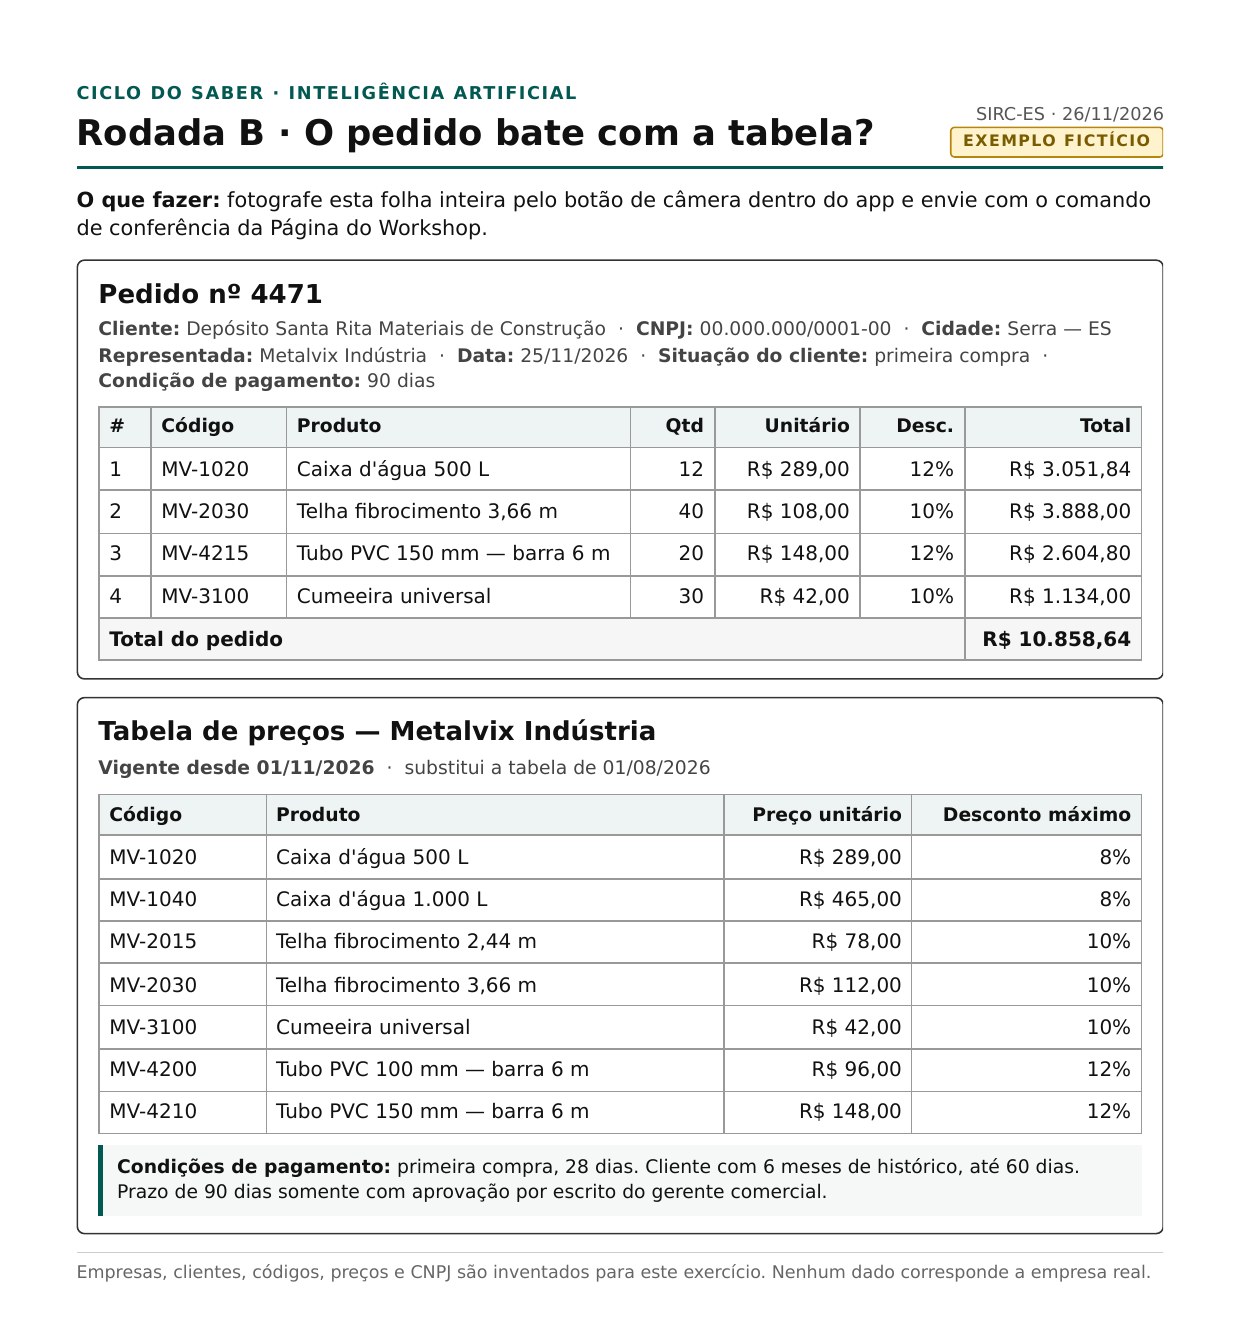 CICLO DO SABER · INTELIGÊNCIA ARTIFICIAL
Rodada B · O pedido bate com a tabela?
SIRC-ES · 26/11/2026
EXEMPLO FICTÍCIO
O que fazer: fotografe esta folha inteira pelo botão de câmera dentro do app e envie com o comando
de conferência da Página do Workshop.
Pedido nº 4471
Cliente: Depósito Santa Rita Materiais de Construção · CNPJ: 00.000.000/0001-00 · Cidade: Serra — ES
Representada: Metalvix Indústria · Data: 25/11/2026 · Situação do cliente: primeira compra ·
Condição de pagamento: 90 dias
# Código Produto Qtd Unitário Desc. Total
1 MV-1020 Caixa d'água 500 L 12 R$ 289,00 12% R$ 3.051,84
2 MV-2030 Telha fibrocimento 3,66 m 40 R$ 108,00 10% R$ 3.888,00
3 MV-4215 Tubo PVC 150 mm — barra 6 m 20 R$ 148,00 12% R$ 2.604,80
4 MV-3100 Cumeeira universal 30 R$ 42,00 10% R$ 1.134,00
Total do pedido R$ 10.858,64
Tabela de preços — Metalvix Indústria
Vigente desde 01/11/2026 · substitui a tabela de 01/08/2026
Código Produto Preço unitário Desconto máximo
MV-1020 Caixa d'água 500 L R$ 289,00 8%
MV-1040 Caixa d'água 1.000 L R$ 465,00 8%
MV-2015 Telha fibrocimento 2,44 m R$ 78,00 10%
MV-2030 Telha fibrocimento 3,66 m R$ 112,00 10%
MV-3100 Cumeeira universal R$ 42,00 10%
MV-4200 Tubo PVC 100 mm — barra 6 m R$ 96,00 12%
MV-4210 Tubo PVC 150 mm — barra 6 m R$ 148,00 12%
Condições de pagamento: primeira compra, 28 dias. Cliente com 6 meses de histórico, até 60 dias.
Prazo de 90 dias somente com aprovação por escrito do gerente comercial.
Empresas, clientes, códigos, preços e CNPJ são inventados para este exercício. Nenhum dado corresponde a empresa real.